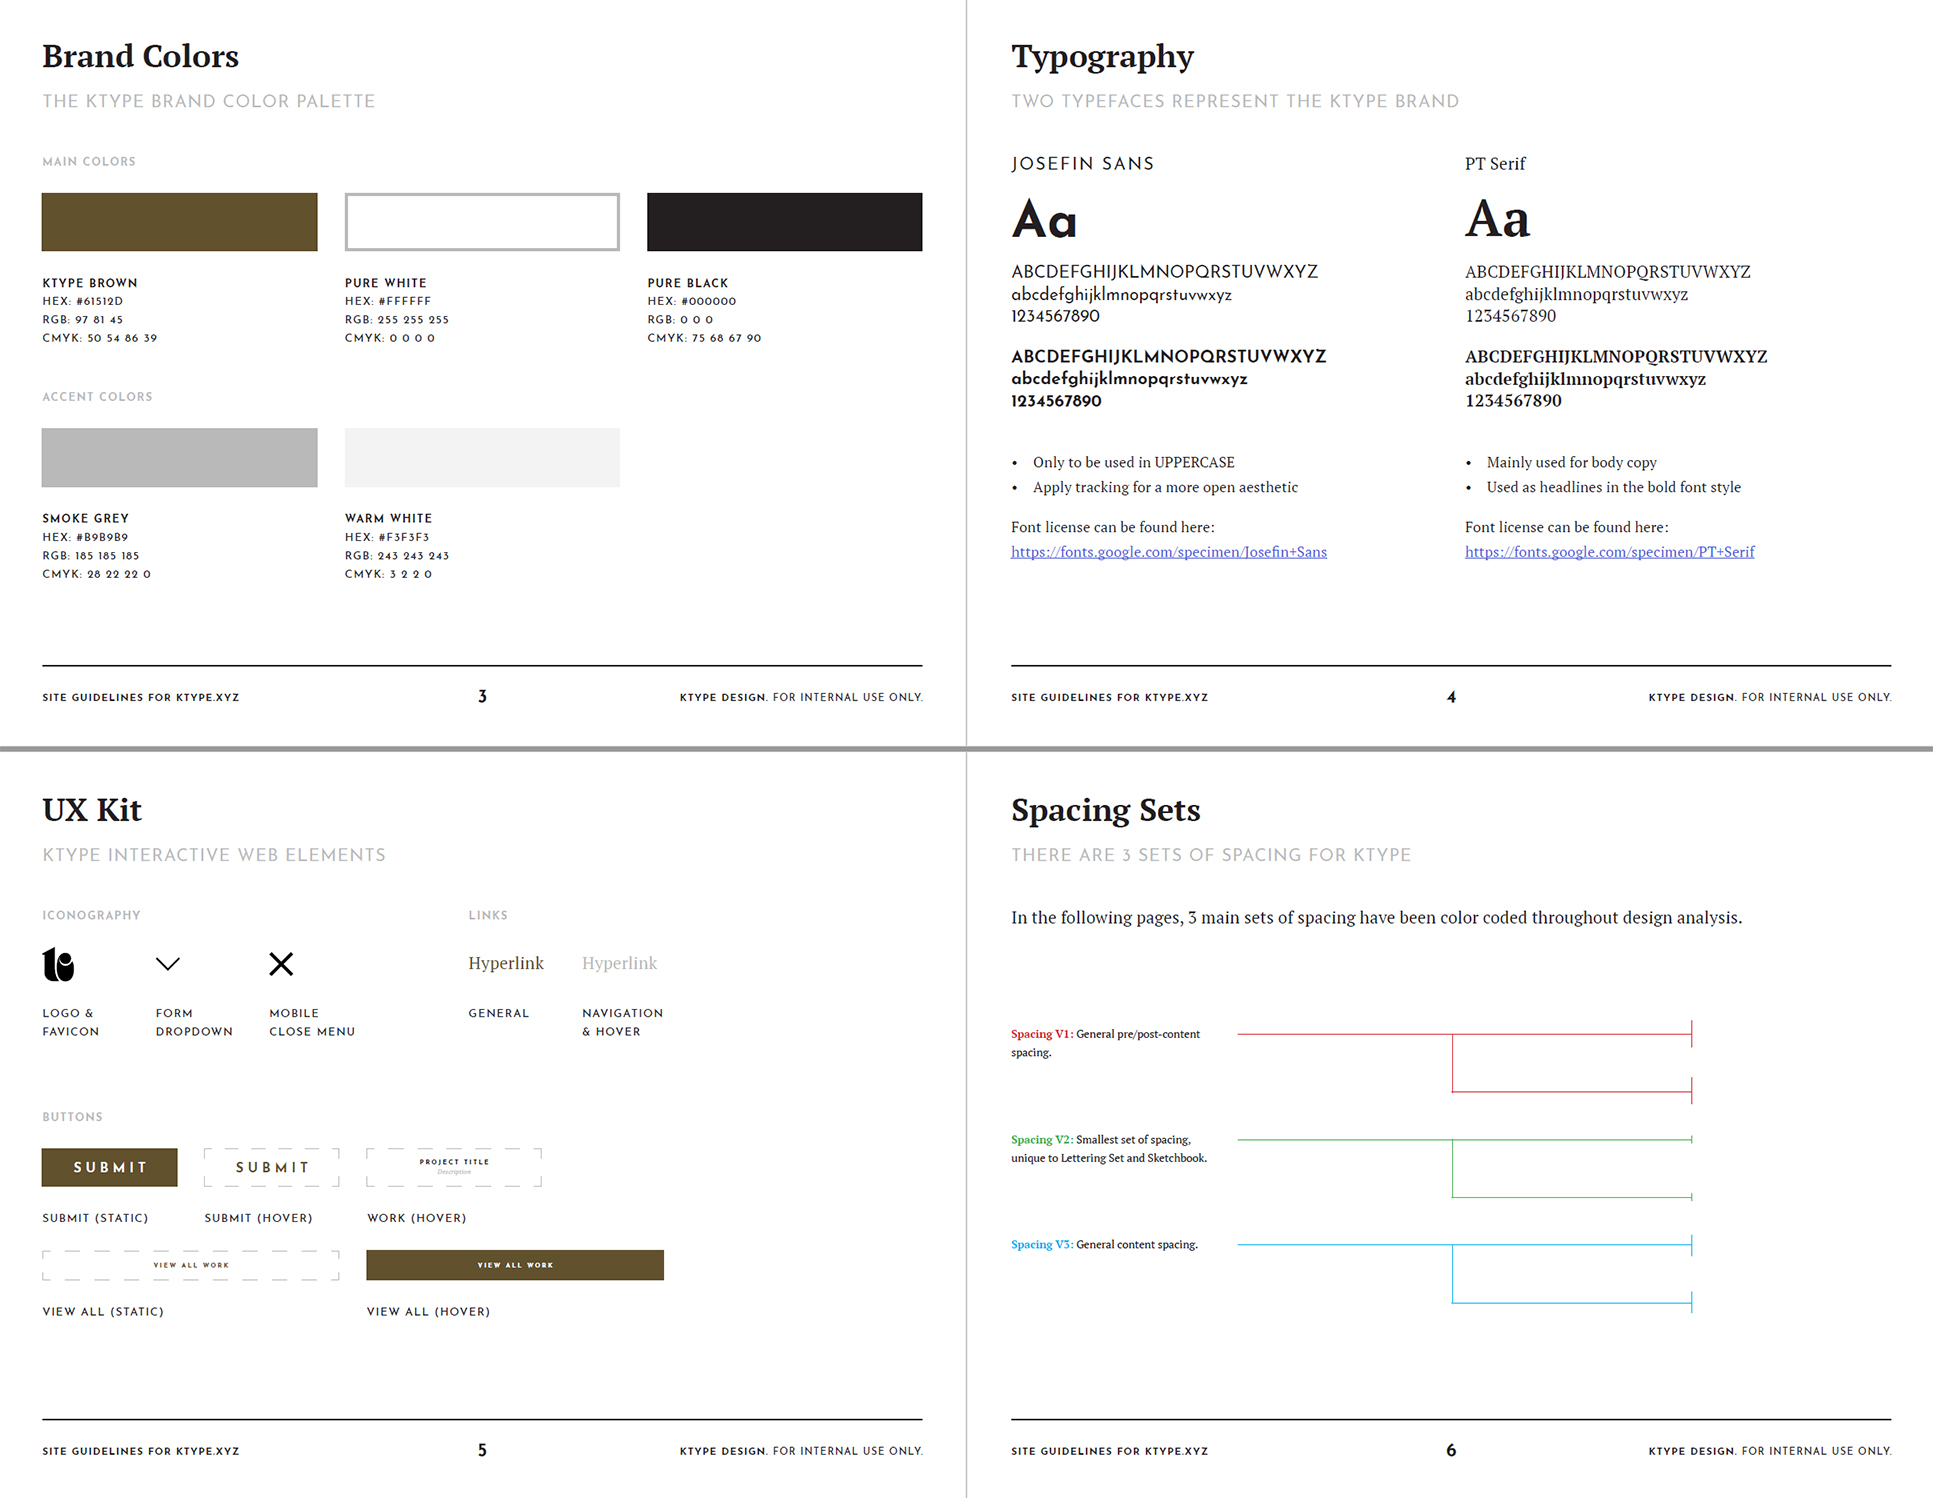 Brand Colors
THE KTYPE BRAND COLOR PALETTE
MAIN COLORS
KTYPE BROWN
HEX: #61512D
RGB: 97 81 45
CMYK: 50 54 86 39
PURE WHITE
HEX: #FFFFFF
RGB: 255 255 255
CMYK: 0 0 0 0
PURE BLACK
HEX: #000000
RGB: 0 0 0
CMYK: 75 68 67 90
ACCENT COLORS
SMOKE GREY
HEX: #B9B9B9
RGB: 185 185 185
CMYK: 28 22 22 0
WARM WHITE
HEX: #F3F3F3
RGB: 243 243 243
CMYK: 3 2 2 0
SITE GUIDELINES FOR KTYPE.XYZ
3
KTYPE DESIGN. FOR INTERNAL USE ONLY.
Typography
TWO TYPEFACES REPRESENT THE KTYPE BRAND
JOSEFIN SANS
Aa
ABCDEFGHIJKLMNOPQRSTUVWXYZ
abcdefghijklmnopqrstuvwxyz
1234567890
ABCDEFGHIJKLMNOPQRSTUVWXYZ
abcdefghijklmnopqrstuvwxyz
1234567890
• Only to be used in UPPERCASE
• Apply tracking for a more open aesthetic
Font license can be found here:
https://fonts.google.com/specimen/Josefin+Sans
PT Serif
Aa
ABCDEFGHIJKLMNOPQRSTUVWXYZ
abcdefghijklmnopqrstuvwxyz
1234567890
ABCDEFGHIJKLMNOPQRSTUVWXYZ
abcdefghijklmnopqrstuvwxyz
1234567890
• Mainly used for body copy
• Used as headlines in the bold font style
Font license can be found here:
https://fonts.google.com/specimen/PT+Serif
SITE GUIDELINES FOR KTYPE.XYZ
4
KTYPE DESIGN. FOR INTERNAL USE ONLY.
UX Kit
KTYPE INTERACTIVE WEB ELEMENTS
ICONOGRAPHY
LOGO &
FAVICON
FORM
DROPDOWN
MOBILE
CLOSE MENU
LINKS
Hyperlink
GENERAL
Hyperlink
NAVIGATION
& HOVER
BUTTONS
SUBMIT
SUBMIT (STATIC)
SUBMIT
SUBMIT (HOVER)
PROJECT TITLE
Description
WORK (HOVER)
VIEW ALL WORK
VIEW ALL (STATIC)
VIEW ALL WORK
VIEW ALL (HOVER)
SITE GUIDELINES FOR KTYPE.XYZ
5
KTYPE DESIGN. FOR INTERNAL USE ONLY.
Spacing Sets
THERE ARE 3 SETS OF SPACING FOR KTYPE
In the following pages, 3 main sets of spacing have been color coded throughout design analysis.
Spacing V1: General pre/post-content
spacing.
Spacing V2: Smallest set of spacing,
unique to Lettering Set and Sketchbook.
Spacing V3: General content spacing.
SITE GUIDELINES FOR KTYPE.XYZ
6
KTYPE DESIGN. FOR INTERNAL USE ONLY.